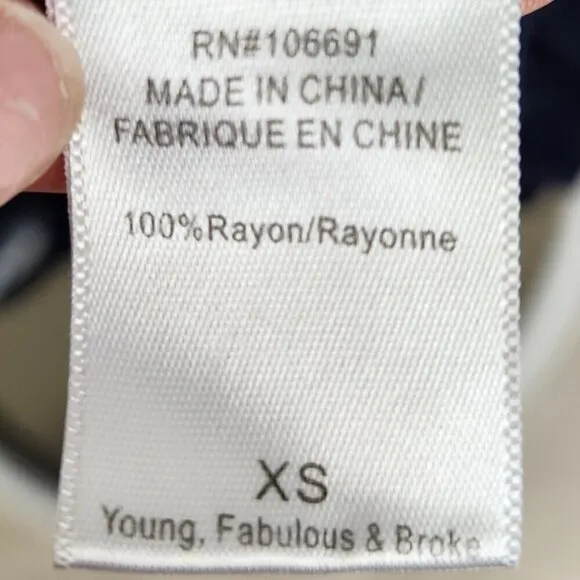 RN#106691
MADE IN CHINA/
FABRIQUE EN CHINE
100%Rayon/Rayonne
XS
Young, Fabulous & Broke